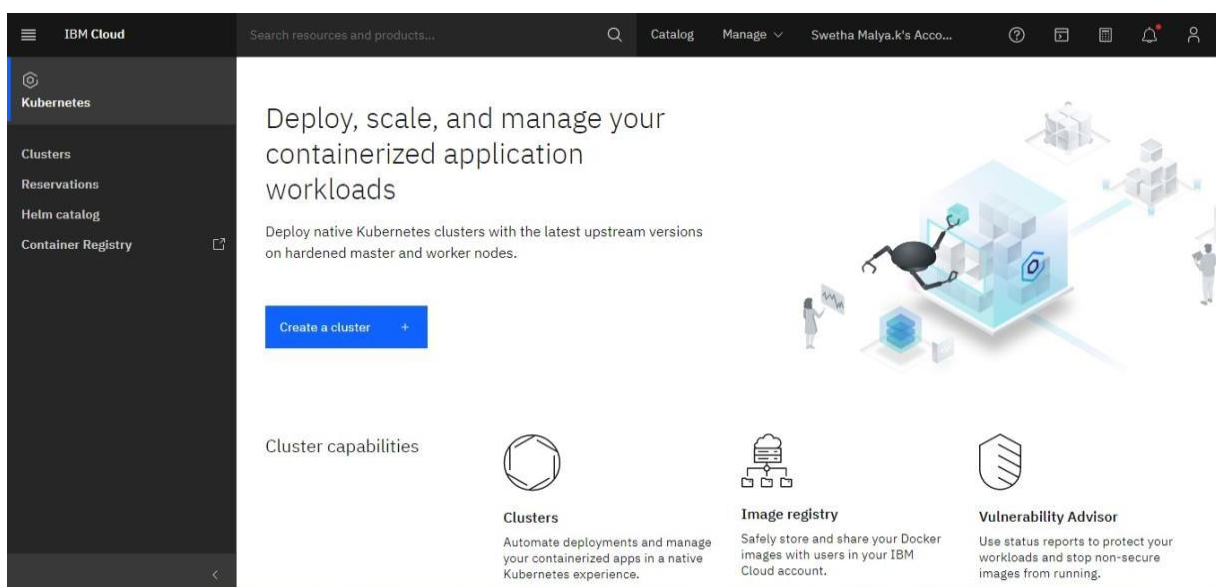 IBM Cloud
Search resources and products...
Catalog
Manage
Swetha Malya.k's Acco...
Kubernetes
Clusters
Reservations
Helm catalog
Container Registry
Deploy, scale, and manage your
containerized application
workloads
Deploy native Kubernetes clusters with the latest upstream versions
on hardened master and worker nodes.
Create a cluster +
Cluster capabilities
Clusters
Automate deployments and manage
your containerized apps in a native
Kubernetes experience.
Image registry
Safely store and share your Docker
images with users in your IBM
Cloud account.
Vulnerability Advisor
Use status reports to protect your
workloads and stop non-secure
images from running.